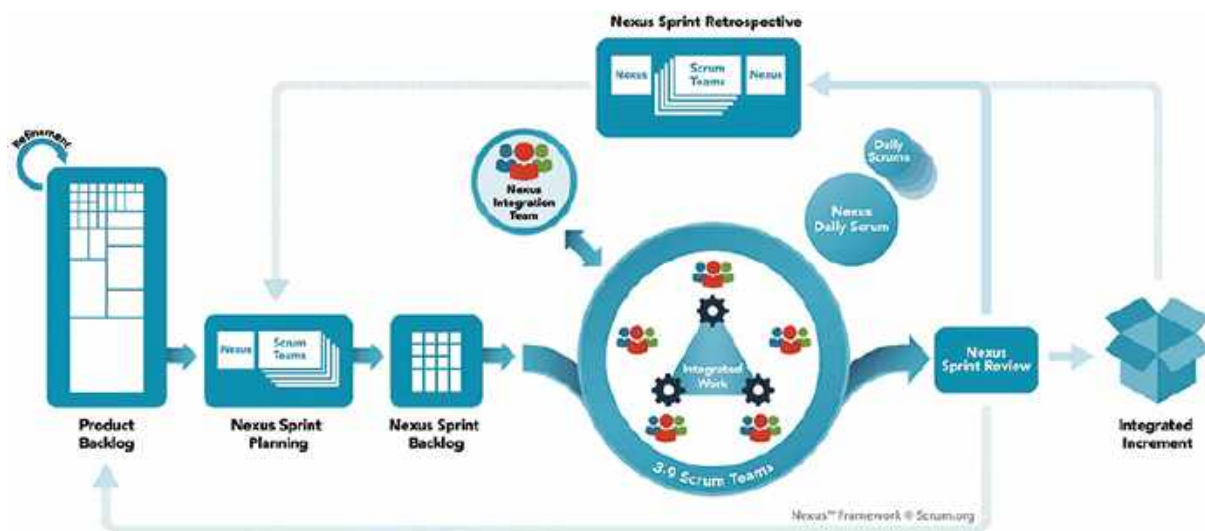 Nexus Sprint Retrospective
Nexus
Scrum
Teams
Nexus
Refinement
Daily
Scrums
Nexus
Daily Scrum
Nexus
Integration
Team
Nexus
Scrum
Teams
Integrated
Work
Nexus
Sprint Review
Product
Backlog
Nexus Sprint
Planning
Nexus Sprint
Backlog
Integrated
Increment
3-9 Scrum Teams
Nexus™ Framework © Scrum.org